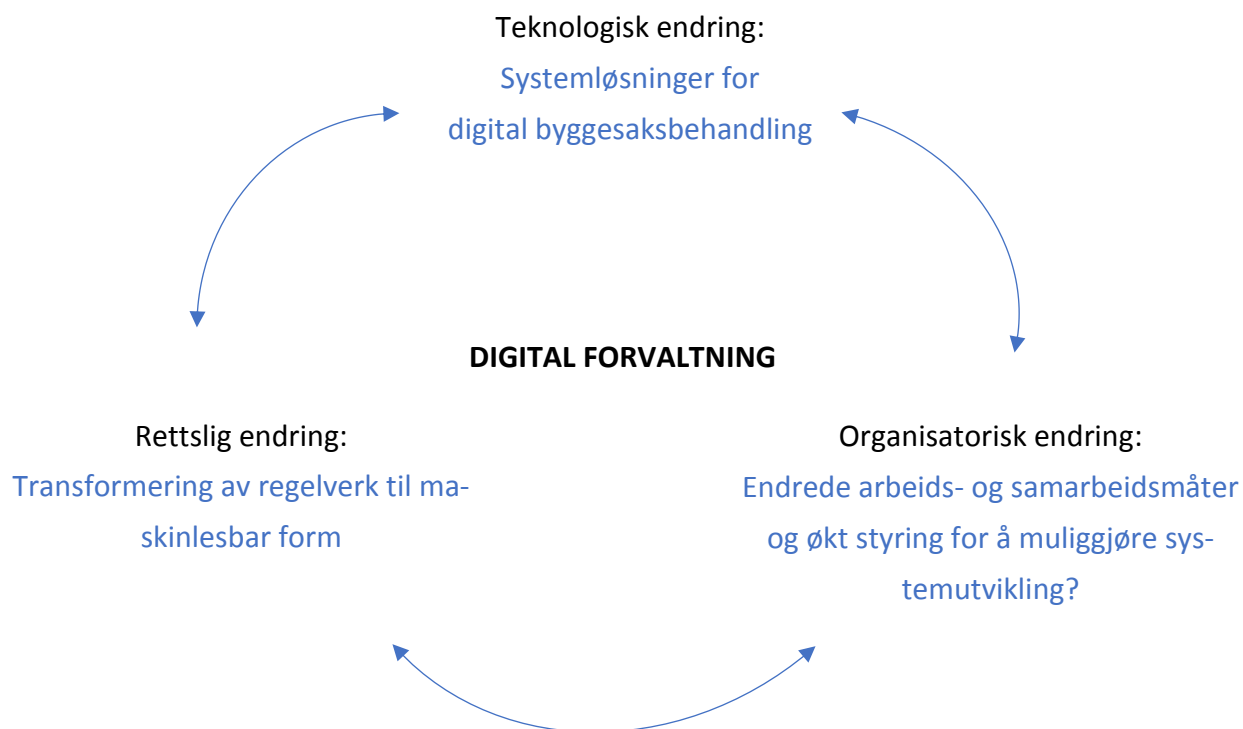 Teknologisk endring:
Systemløsninger for
digital byggesaksbehandling
DIGITAL FORVALTNING
Rettslig endring:
Transformering av regelverk til ma-
skinlesbar form
Organisatorisk endring:
Endrede arbeids- og samarbeidsmåter
og økt styring for å muliggjøre sys-
temutvikling?